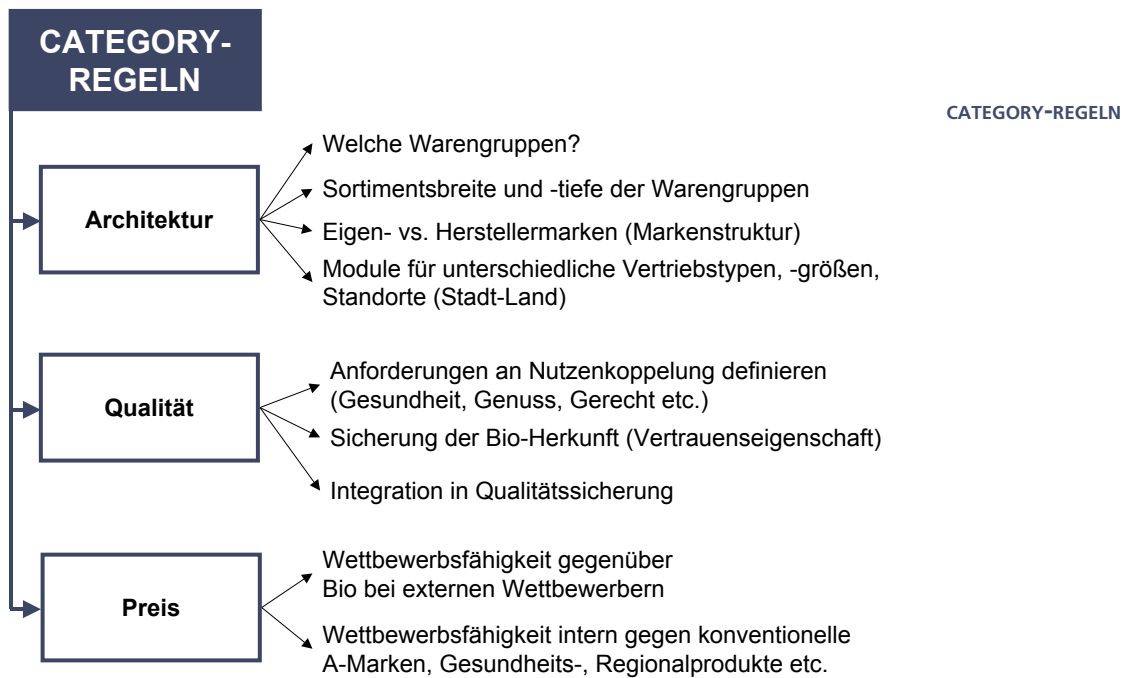 CATEGORY-
REGELN
CATEGORY-REGELN
Architektur
Welche Warengruppen?
Sortimentsbreite und -tiefe der Warengruppen
Eigen- vs. Herstellermarken (Markenstruktur)
Module für unterschiedliche Vertriebstypen, -größen,
Standorte (Stadt-Land)
Qualität
Anforderungen an Nutzenkoppelung definieren
(Gesundheit, Genuss, Gerecht etc.)
Sicherung der Bio-Herkunft (Vertrauenseigenschaft)
Integration in Qualitätssicherung
Preis
Wettbewerbsfähigkeit gegenüber
Bio bei externen Wettbewerbern
Wettbewerbsfähigkeit intern gegen konventionelle
A-Marken, Gesundheits-, Regionalprodukte etc.